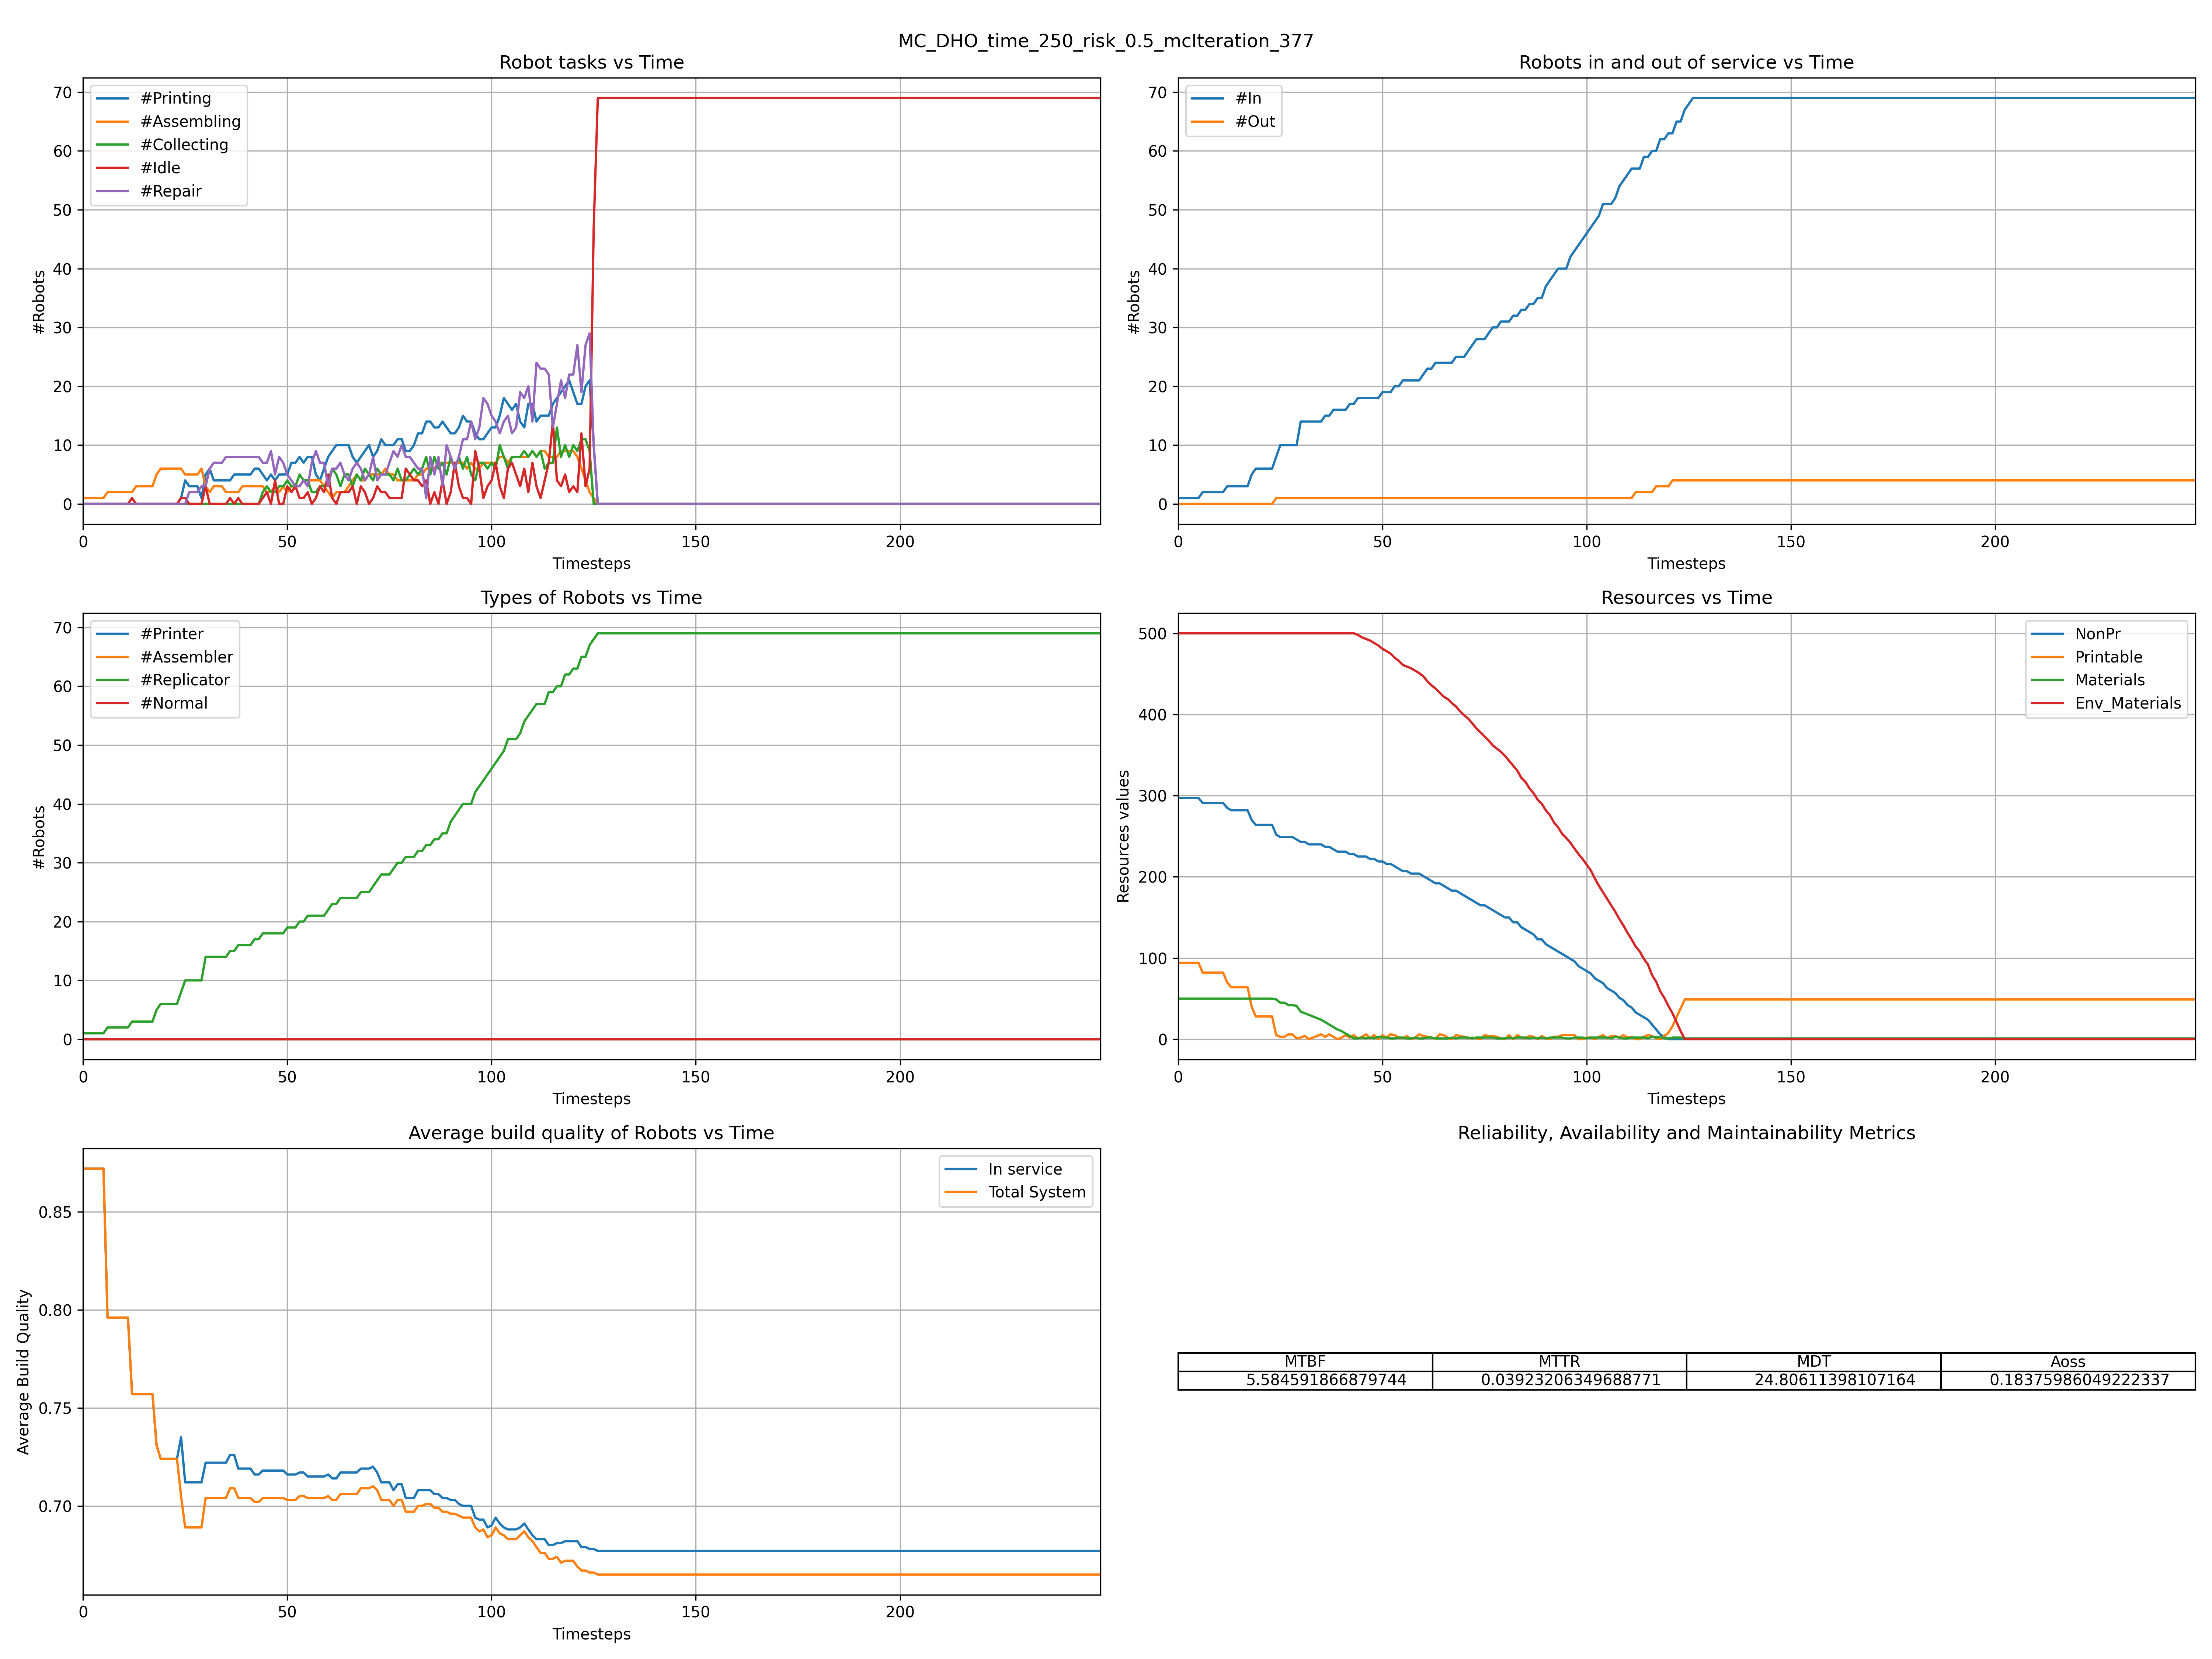 MC_DHO_time_250_risk_0.5_mcIteration_377
Robot tasks vs Time
#Robots
70
60
50
40
30
20
10
0
#Printing
#Assembling
#Collecting
#Idle
#Repair
0 50 100 150 200
Timesteps
Robots in and out of service vs Time
#Robots
70
60
50
40
30
20
10
0
#In
#Out
0 50 100 150 200
Timesteps
Types of Robots vs Time
#Robots
70
60
50
40
30
20
10
0
#Printer
#Assembler
#Replicator
#Normal
0 50 100 150 200
Timesteps
Resources vs Time
Resources values
500
400
300
200
100
0
NonPr
Printable
Materials
Env_Materials
0 50 100 150 200
Timesteps
Average build quality of Robots vs Time
Average Build Quality
0.85
0.80
0.75
0.70
In service
Total System
0 50 100 150 200
Timesteps
Reliability, Availability and Maintainability Metrics
MTBF MTTR MDT Aoss
5.584591866879744 0.03923206349688771 24.80611398107164 0.18375986049222337